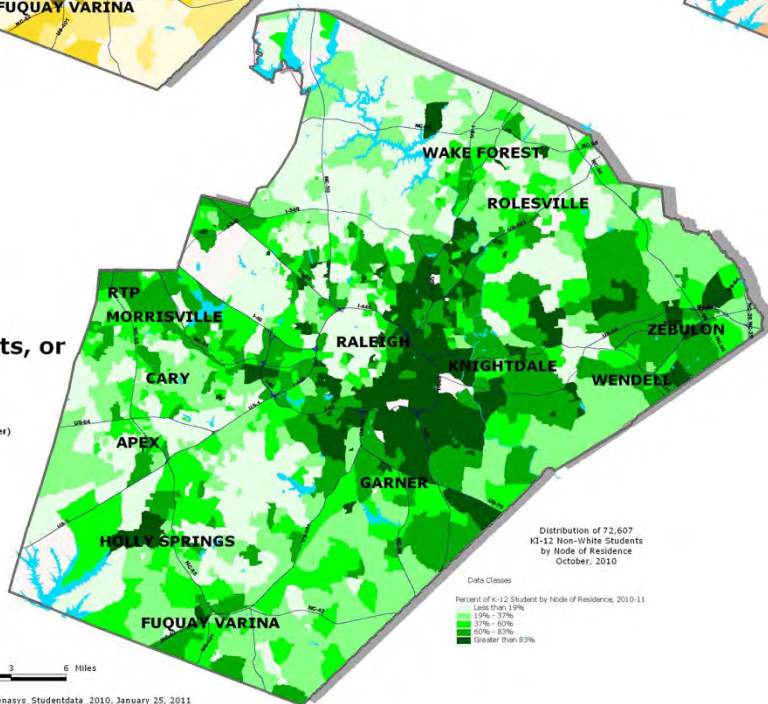 FUQUAY VARINA
WAKE FOREST
ROLESVILLE
RTP
MORRISVILLE
ts, or
RALEIGH
ZEBULON
KNIGHTDALE
CARY
WENDELL
er)
APEX
GARNER
HOLLY SPRINGS
Distribution of 72,607
KI-12 Non-White Students
by Node of Residence
October, 2010
Data Classes
Percent of K-12 Student by Node of Residence, 2010-11
Less than 19%
19% - 37%
37% - 60%
60% - 83%
Greater than 83%
FUQUAY VARINA
3 6 Miles
enasys_Studentdata_2010, January 25, 2011